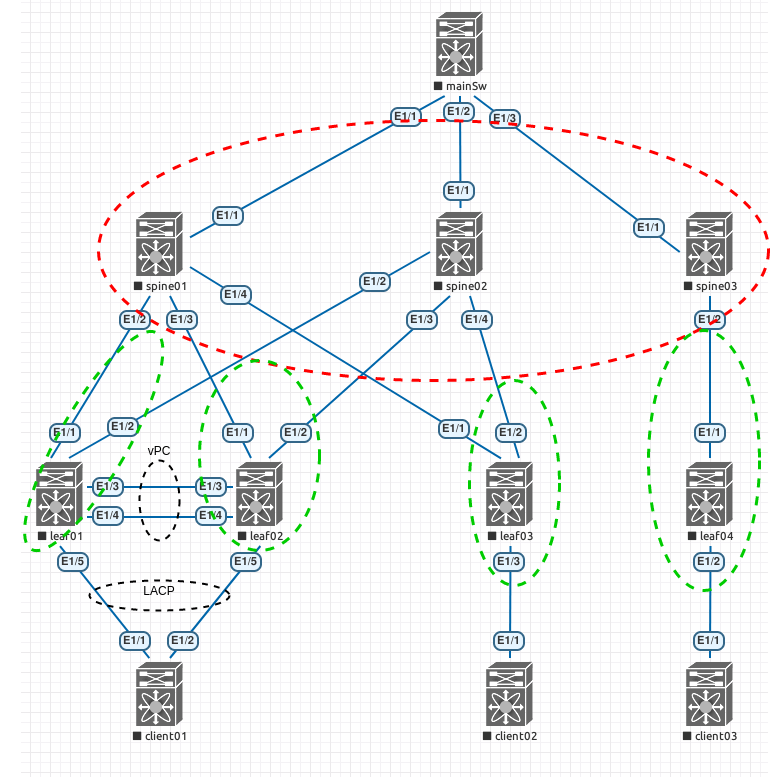 mainSw
E1/1 E1/2 E1/3
E1/1 E1/1 E1/1
spine01 spine02 spine03
E1/4 E1/2
E1/2 E1/3 E1/3 E1/4 E1/2
E1/1 E1/2 E1/1 E1/2 E1/1 E1/2 E1/1
vPC
E1/3 E1/3
E1/4 E1/4
leaf01 leaf02 leaf03 leaf04
E1/5 E1/5 E1/3 E1/2
LACP
E1/1 E1/2 E1/1 E1/1
client01 client02 client03